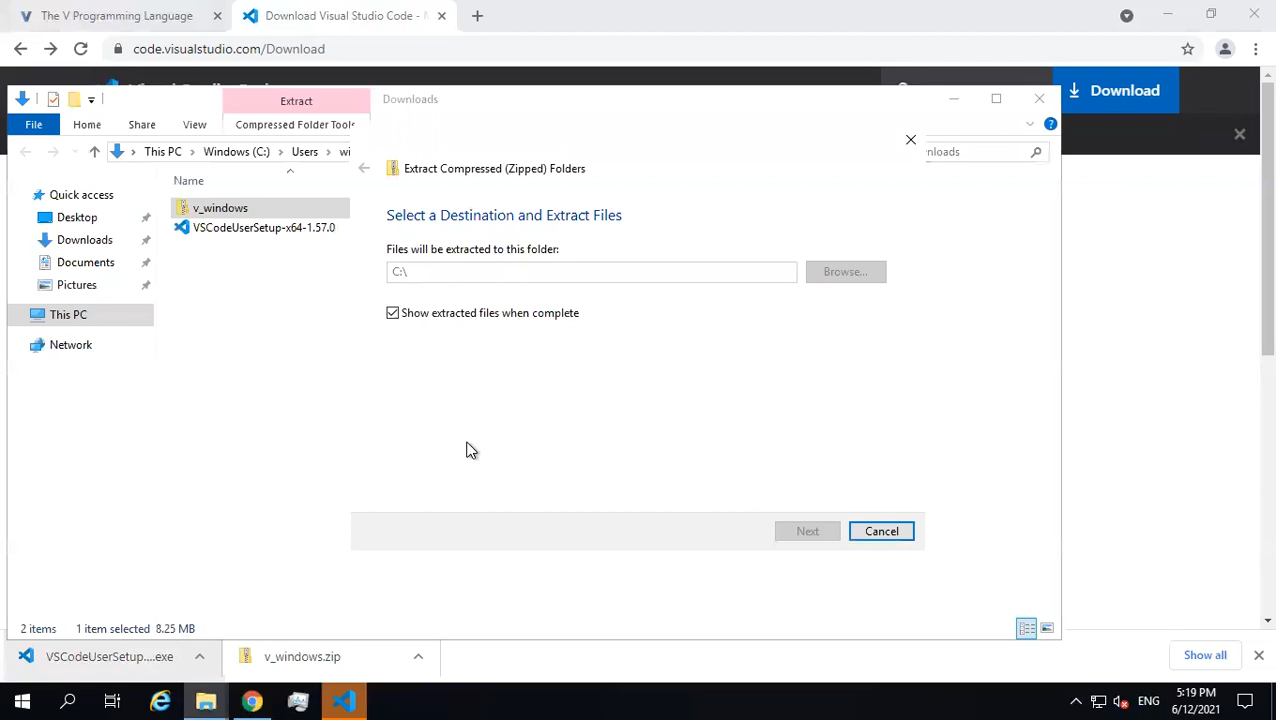 The V Programming Language
Download Visual Studio Code - 
code.visualstudio.com/Download
Download
Extract
Downloads
File
Home
Share
View
Compressed Folder Tools
This PC
Windows (C:)
Users
wi
nloads
Extract Compressed (Zipped) Folders
Name
Quick access
Desktop
Downloads
Documents
Pictures
This PC
Network
v_windows
VSCodeUserSetup-x64-1.57.0
Select a Destination and Extract Files
Files will be extracted to this folder:
C:\
Browse...
Show extracted files when complete
Next
Cancel
2 items
1 item selected 8.25 MB
VSCodeUserSetup....exe
v_windows.zip
Show all
ENG
5:19 PM
6/12/2021